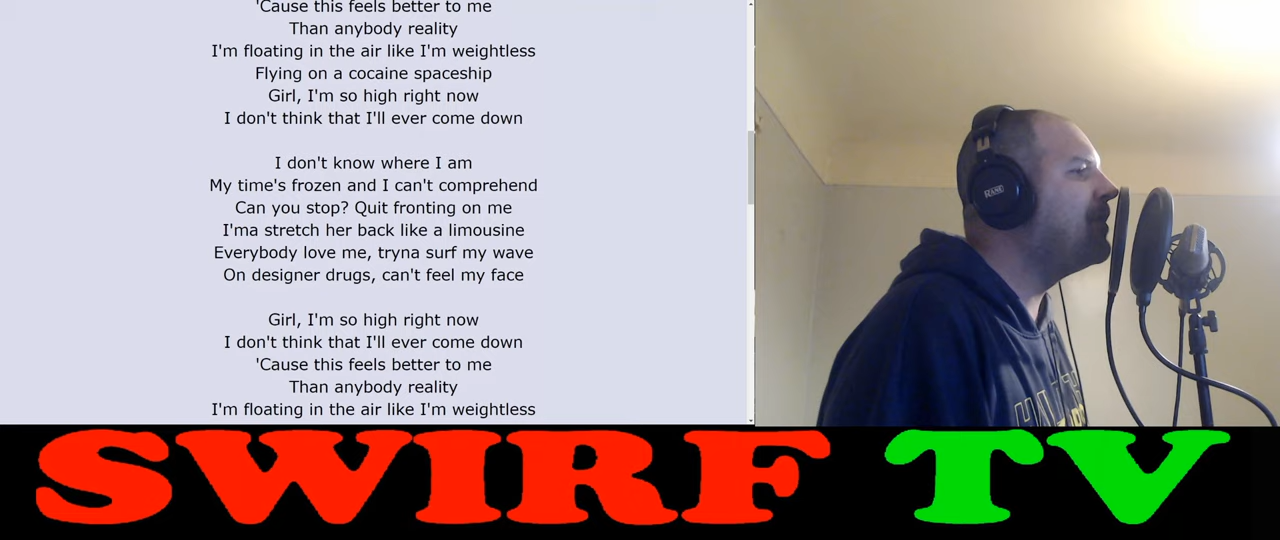 'Cause this feels better to me
Than anybody reality
I'm floating in the air like I'm weightless
Flying on a cocaine spaceship
Girl, I'm so high right now
I don't think that I'll ever come down
I don't know where I am
My time's frozen and I can't comprehend
Can you stop? Quit fronting on me
I'ma stretch her back like a limousine
Everybody love me, tryna surf my wave
On designer drugs, can't feel my face
Girl, I'm so high right now
I don't think that I'll ever come down
'Cause this feels better to me
Than anybody reality
I'm floating in the air like I'm weightless
SWIRF TV